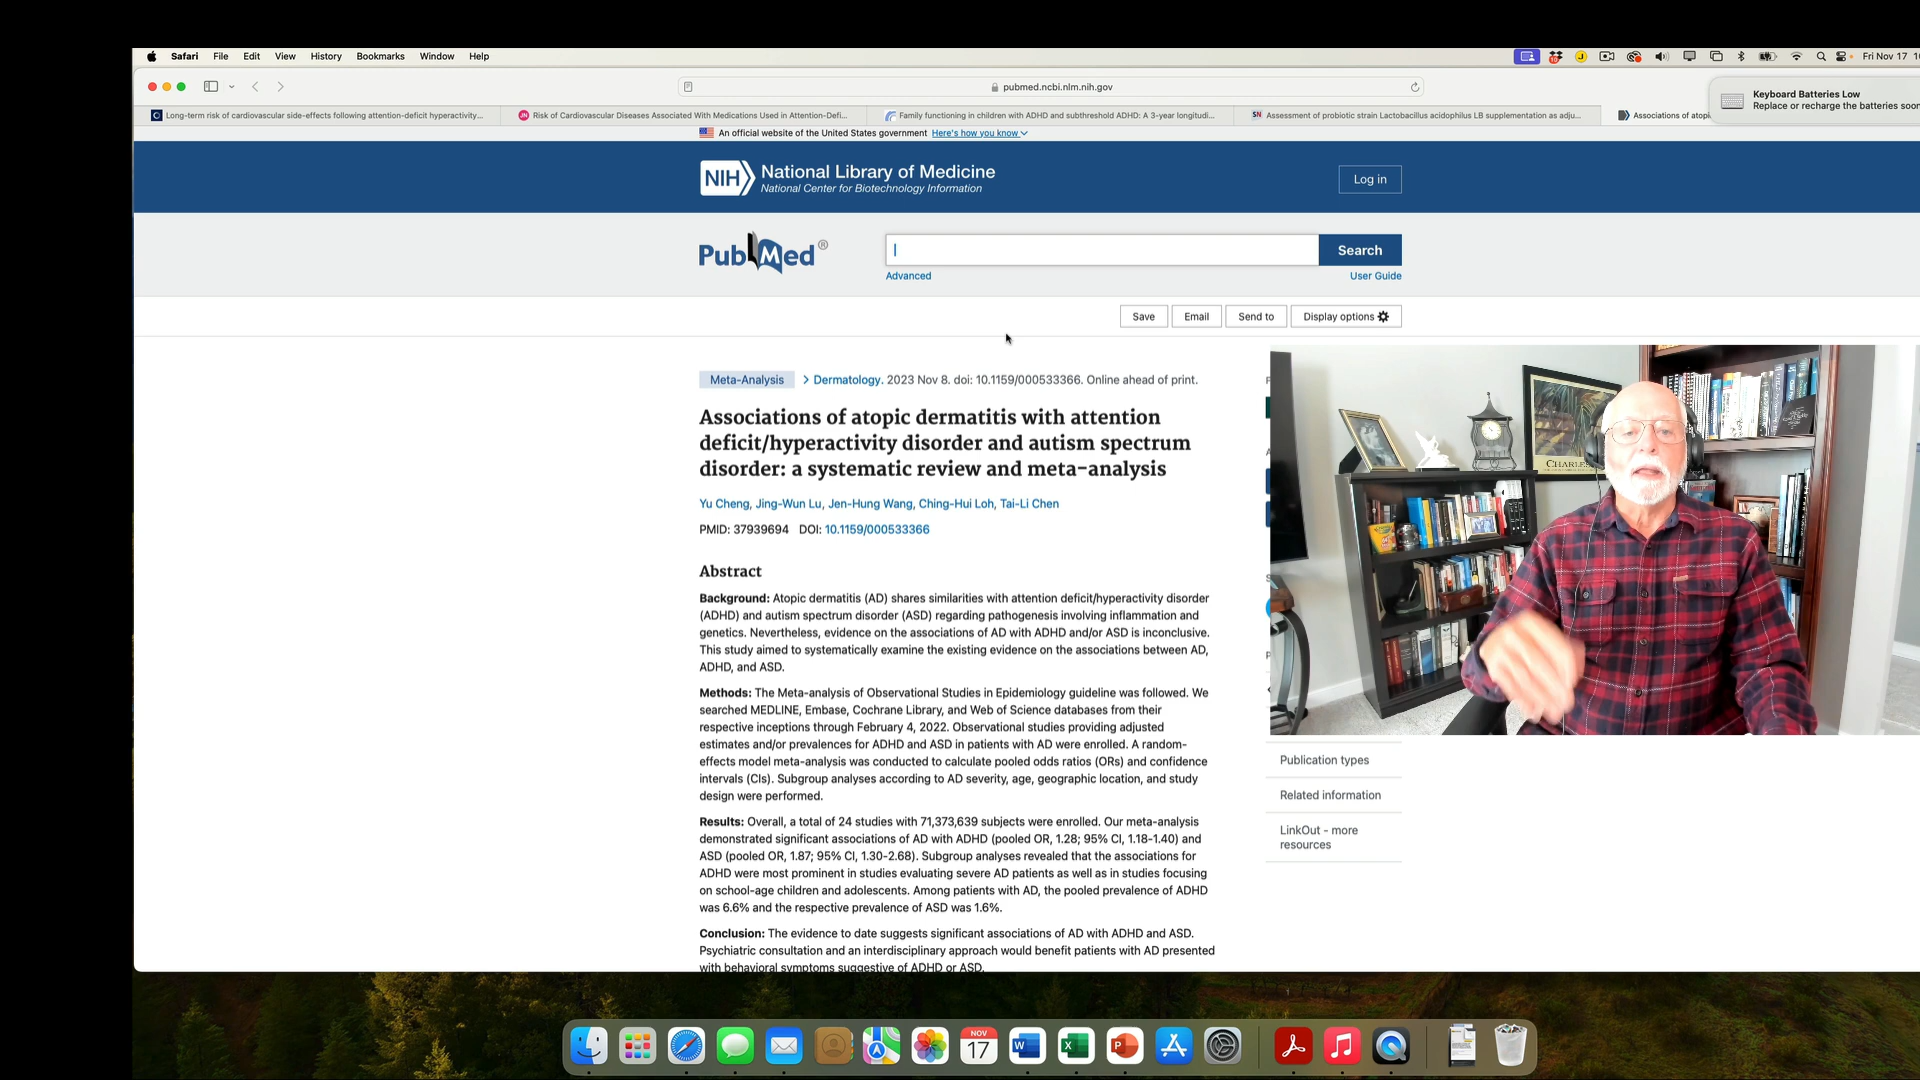 Safari File Edit View History Bookmarks Window Help
Fri Nov 17
pubmed.ncbi.nlm.nih.gov
Keyboard Batteries Low
Replace or recharge the batteries soon
Long-term risk of cardiovascular side-effects following attention-deficit hyperactivity...
JN Risk of Cardiovascular Diseases Associated With Medications Used in Attention-Defi...
Family functioning in children with ADHD and subthreshold ADHD: A 3-year longitudi...
SN Assessment of probiotic strain Lactobacillus acidophilus LB supplementation as adju...
Associations of atopi
An official website of the United States government Here's how you know
NIH National Library of Medicine
National Center for Biotechnology Information
Log in
PubMed®
Search
Advanced
User Guide
Save Email Send to Display options
Meta-Analysis > Dermatology. 2023 Nov 8. doi: 10.1159/000533366. Online ahead of print.
Associations of atopic dermatitis with attention
deficit/hyperactivity disorder and autism spectrum
disorder: a systematic review and meta-analysis
Yu Cheng, Jing-Wun Lu, Jen-Hung Wang, Ching-Hui Loh, Tai-Li Chen
PMID: 37939694 DOI: 10.1159/000533366
Abstract
Background: Atopic dermatitis (AD) shares similarities with attention deficit/hyperactivity disorder
(ADHD) and autism spectrum disorder (ASD) regarding pathogenesis involving inflammation and
genetics. Nevertheless, evidence on the associations of AD with ADHD and/or ASD is inconclusive.
This study aimed to systematically examine the existing evidence on the associations between AD,
ADHD, and ASD.
Methods: The Meta-analysis of Observational Studies in Epidemiology guideline was followed. We
searched MEDLINE, Embase, Cochrane Library, and Web of Science databases from their
respective inceptions through February 4, 2022. Observational studies providing adjusted
estimates and/or prevalences for ADHD and ASD in patients with AD were enrolled. A random-
effects model meta-analysis was conducted to calculate pooled odds ratios (ORs) and confidence
intervals (CIs). Subgroup analyses according to AD severity, age, geographic location, and study
design were performed.
Results: Overall, a total of 24 studies with 71,373,639 subjects were enrolled. Our meta-analysis
demonstrated significant associations of AD with ADHD (pooled OR, 1.28; 95% CI, 1.18-1.40) and
ASD (pooled OR, 1.87; 95% CI, 1.30-2.68). Subgroup analyses revealed that the associations for
ADHD were most prominent in studies evaluating severe AD patients as well as in studies focusing
on school-age children and adolescents. Among patients with AD, the pooled prevalence of ADHD
was 6.6% and the respective prevalence of ASD was 1.6%.
Conclusion: The evidence to date suggests significant associations of AD with ADHD and ASD.
Psychiatric consultation and an interdisciplinary approach would benefit patients with AD presented
with behavioral symptoms suggestive of ADHD or ASD.
CHARLES
Publication types
Related information
LinkOut - more
resources
NOV
17
W
X
P